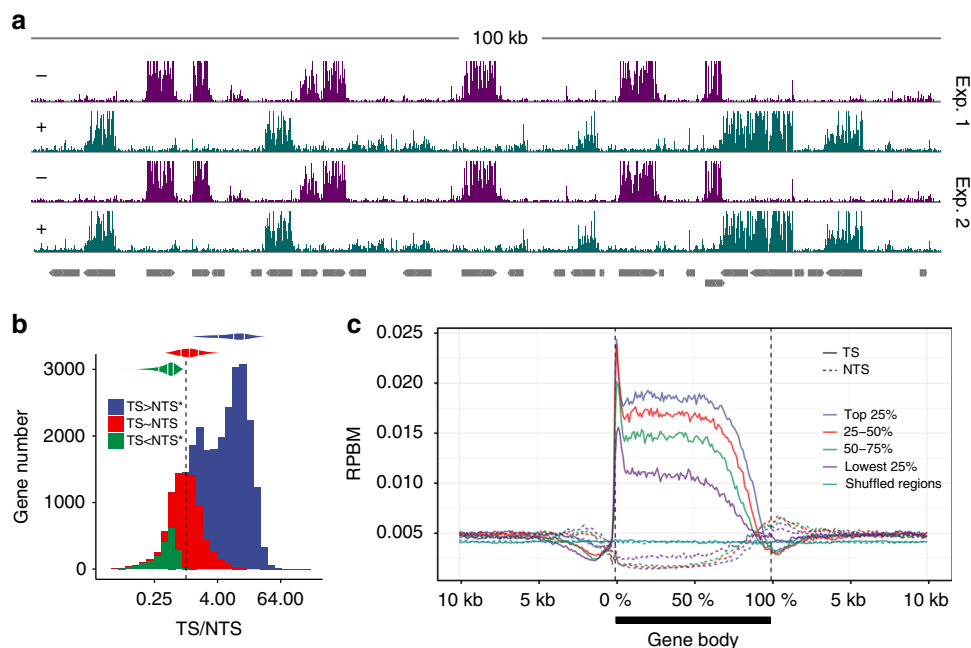 a
100 kb
–
+
Exp. 1
–
+
Exp. 2
b
3000
2000
1000
0
Gene number
TS>NTS*
TS~NTS
TS<NTS*
0.25 4.00 64.00
TS/NTS
c
0.025
0.020
0.015
0.010
0.005
RPBM
TS
NTS
Top 25%
25–50%
50–75%
Lowest 25%
Shuffled regions
10 kb 5 kb 0 % 50 % 100 % 5 kb 10 kb
Gene body